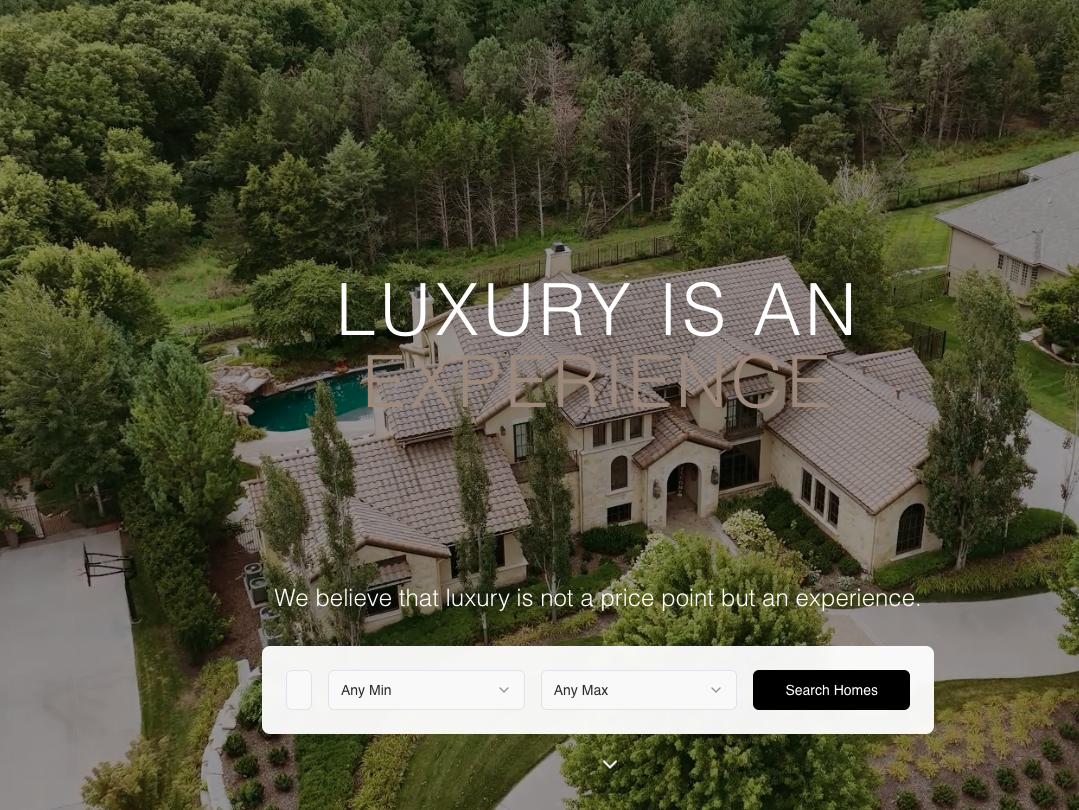 LUXURY IS AN
EXPERIENCE
We believe that luxury is not a price point but an experience.
Any Min
Any Max
Search Homes